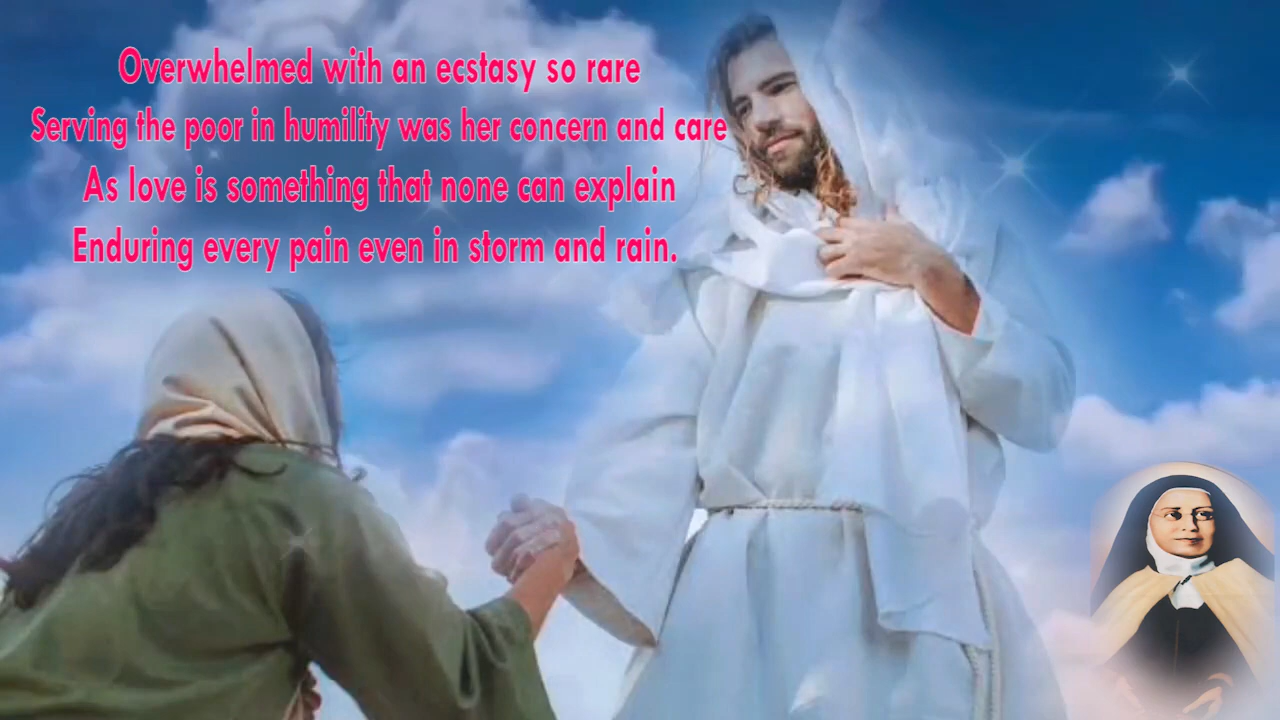 Overwhelmed with an ecstasy so rare
Serving the poor in humility was her concern and care
As love is something that none can explain
Enduring every pain even in storm and rain.